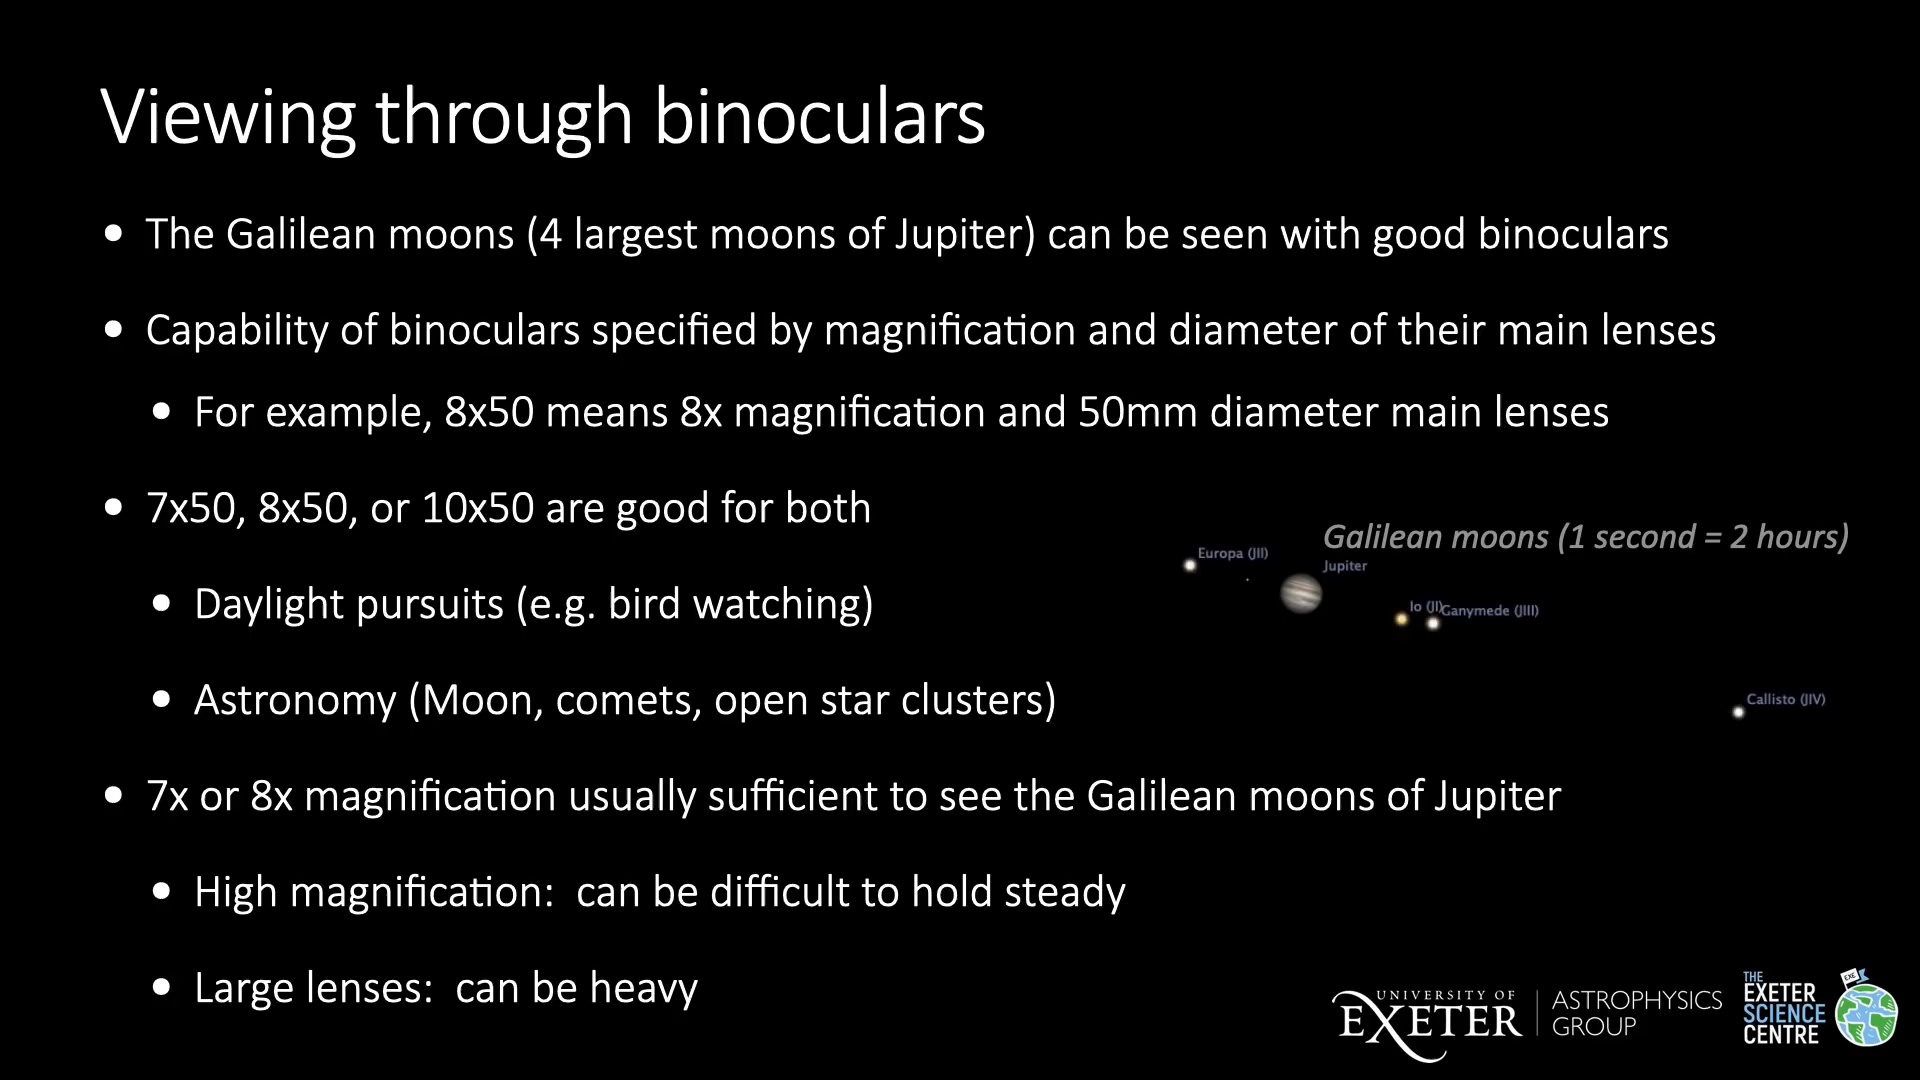 Viewing through binoculars
• The Galilean moons (4 largest moons of Jupiter) can be seen with good binoculars
• Capability of binoculars specified by magnification and diameter of their main lenses
• For example, 8x50 means 8x magnification and 50mm diameter main lenses
• 7x50, 8x50, or 10x50 are good for both
• Daylight pursuits (e.g. bird watching)
• Astronomy (Moon, comets, open star clusters)
• 7x or 8x magnification usually sufficient to see the Galilean moons of Jupiter
• High magnification:  can be difficult to hold steady
• Large lenses:  can be heavy
Galilean moons (1 second = 2 hours)
Europa (JII)
Jupiter
Io (JI)
Ganymede (JIII)
Callisto (JIV)
UNIVERSITY OF
EXETER
ASTROPHYSICS
GROUP
THE
EXETER
SCIENCE
CENTRE
EXE